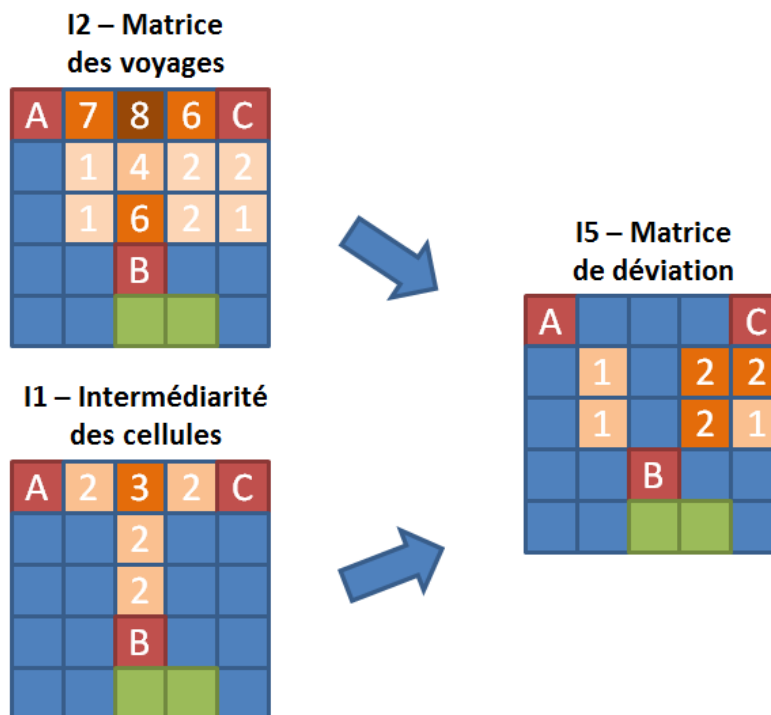 I2 – Matrice
des voyages
A 7 8 6 C
1 4 2 2
1 6 2 1
B
I1 – Intermédiarité
des cellules
A 2 3 2 C
2
2
B
I5 – Matrice
de déviation
A C
1 2 2
1 2 1
B